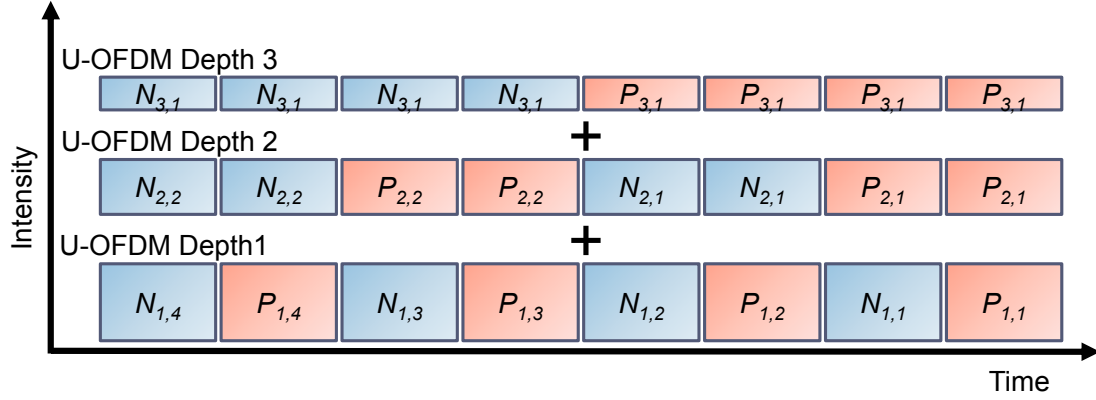 U-OFDM Depth 3
N3,1 N3,1 N3,1 N3,1 P3,1 P3,1 P3,1 P3,1
+
U-OFDM Depth 2
N2,2 N2,2 P2,2 P2,2 N2,1 N2,1 P2,1 P2,1
+
U-OFDM Depth1
N1,4 P1,4 N1,3 P1,3 N1,2 P1,2 N1,1 P1,1
Intensity
Time